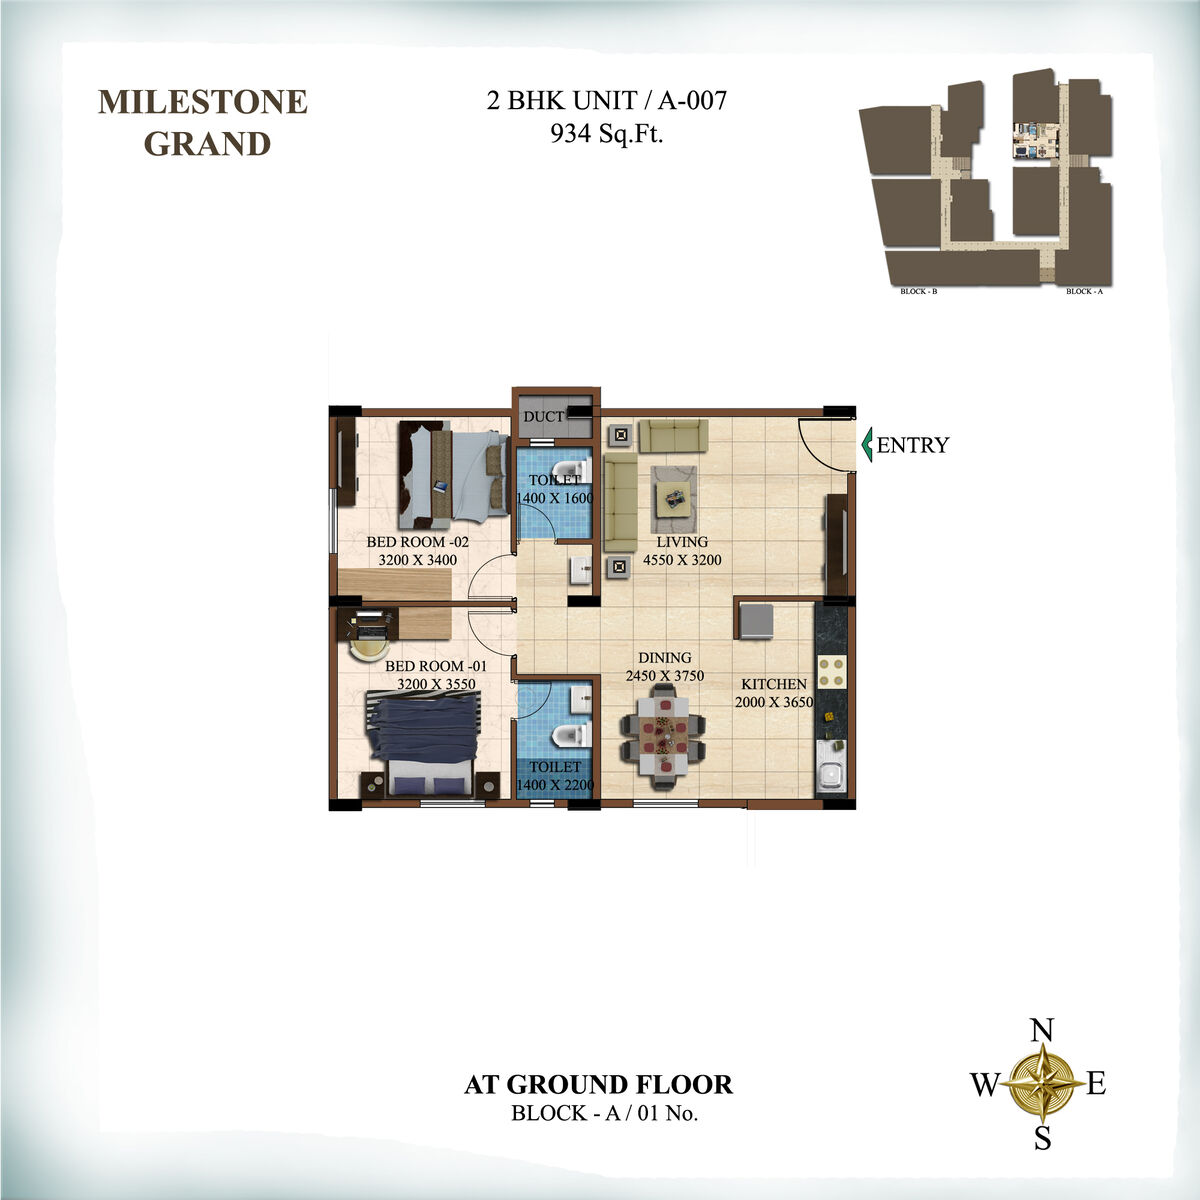 MILESTONE
GRAND
2 BHK UNIT / A-007
934 Sq.Ft.
BLOCK - B
BLOCK - A
DUCT
ENTRY
TOILET
1400 X 1600
BED ROOM -02
3200 X 3400
LIVING
4550 X 3200
BED ROOM -01
3200 X 3550
DINING
2450 X 3750
KITCHEN
2000 X 3650
TOILET
1400 X 2200
N
W
E
S
AT GROUND FLOOR
BLOCK - A / 01 No.